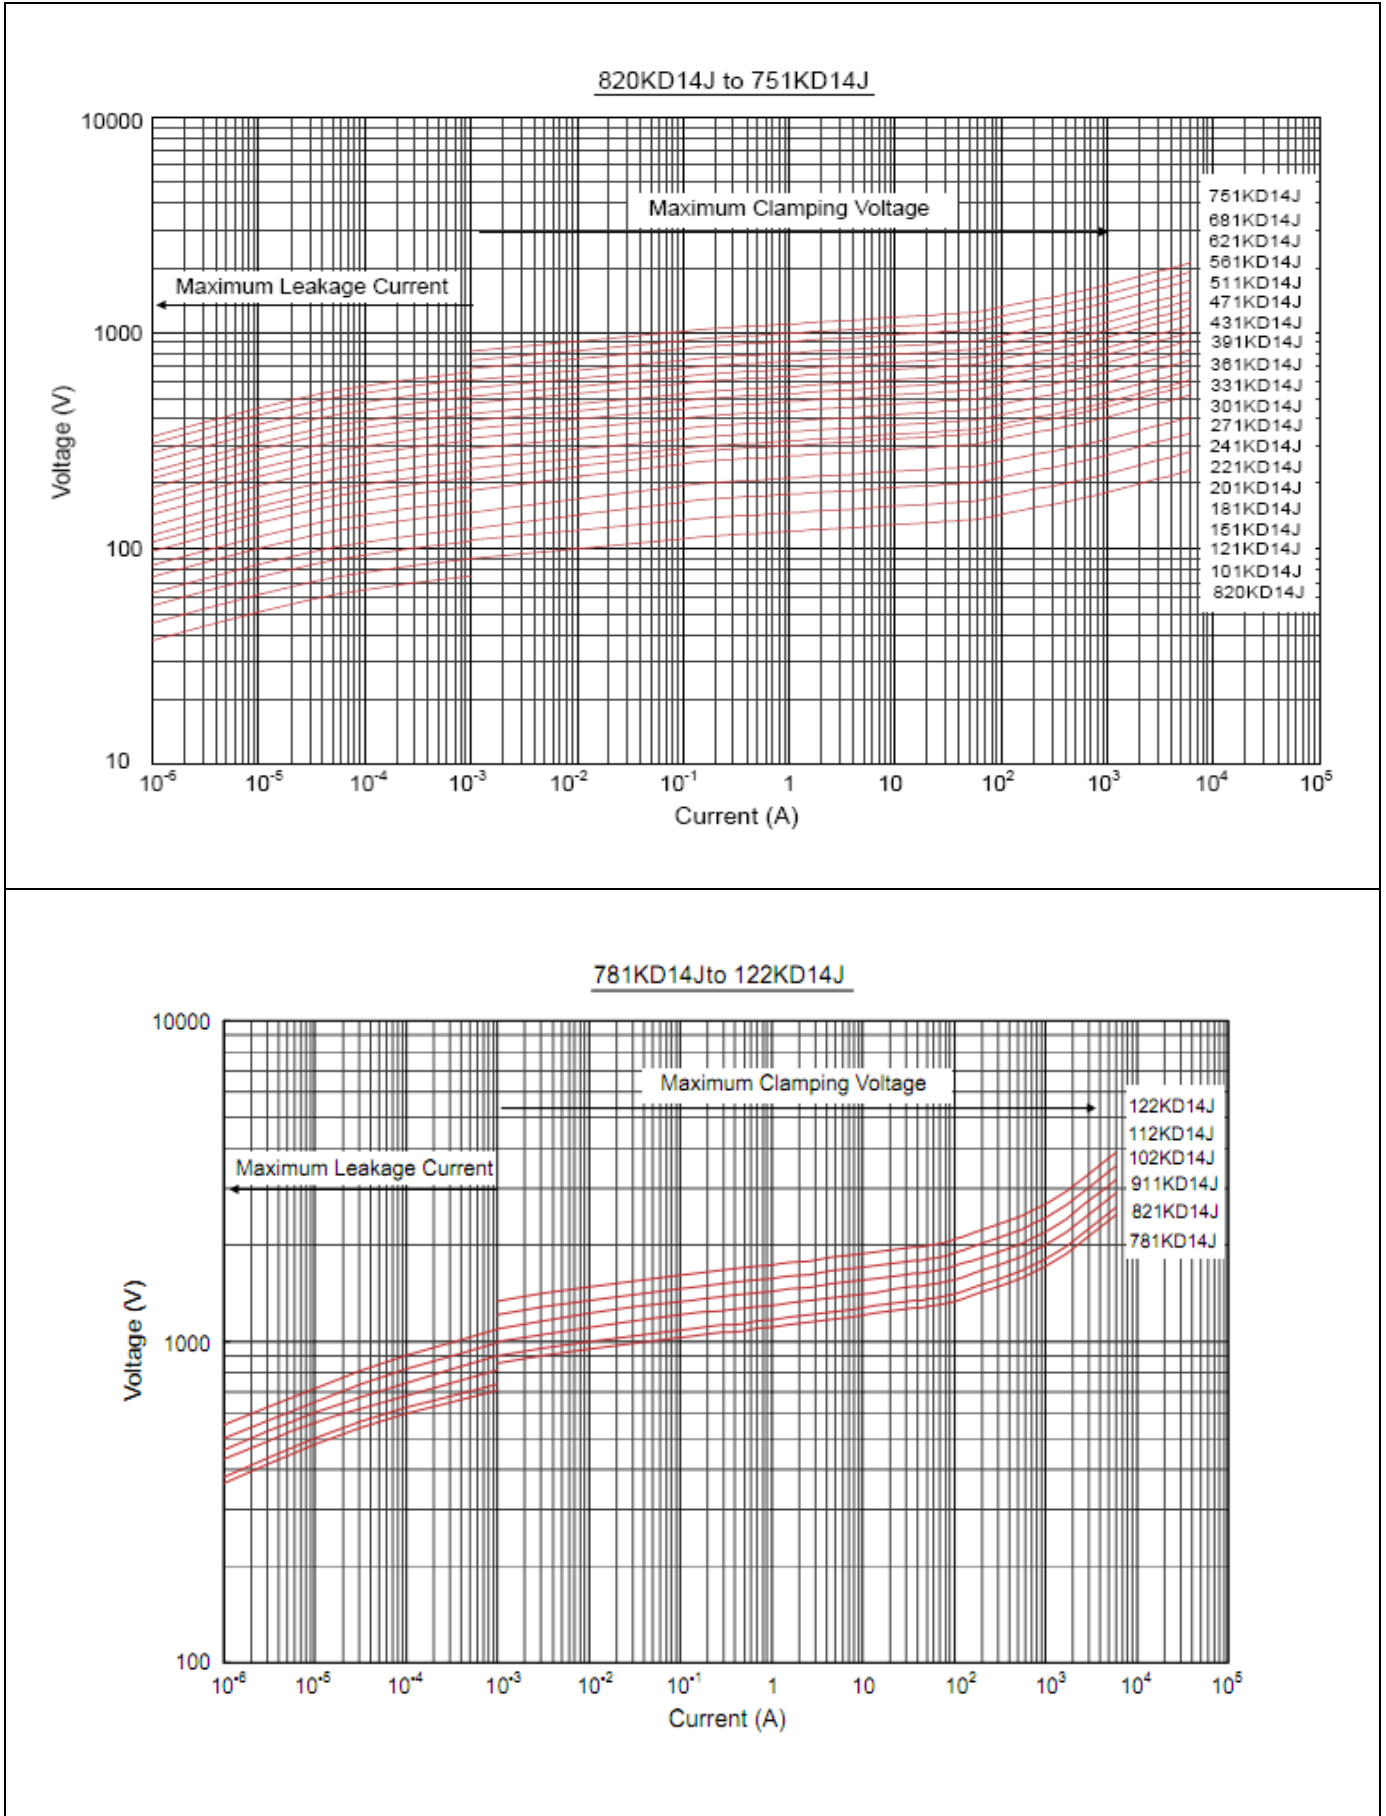 820KD14J to 751KD14J
10000
1000
100
10
Voltage (V)
Maximum Clamping Voltage
Maximum Leakage Current
751KD14J
681KD14J
621KD14J
561KD14J
511KD14J
471KD14J
431KD14J
391KD14J
361KD14J
331KD14J
301KD14J
271KD14J
241KD14J
221KD14J
201KD14J
181KD14J
151KD14J
121KD14J
101KD14J
820KD14J
10⁻⁶ 10⁻⁵ 10⁻⁴ 10⁻³ 10⁻² 10⁻¹ 1 10 10² 10³ 10⁴ 10⁵
Current (A)
781KD14Jto 122KD14J
10000
1000
100
Voltage (V)
Maximum Clamping Voltage
Maximum Leakage Current
122KD14J
112KD14J
102KD14J
911KD14J
821KD14J
781KD14J
10⁻⁶ 10⁻⁵ 10⁻⁴ 10⁻³ 10⁻² 10⁻¹ 1 10 10² 10³ 10⁴ 10⁵
Current (A)